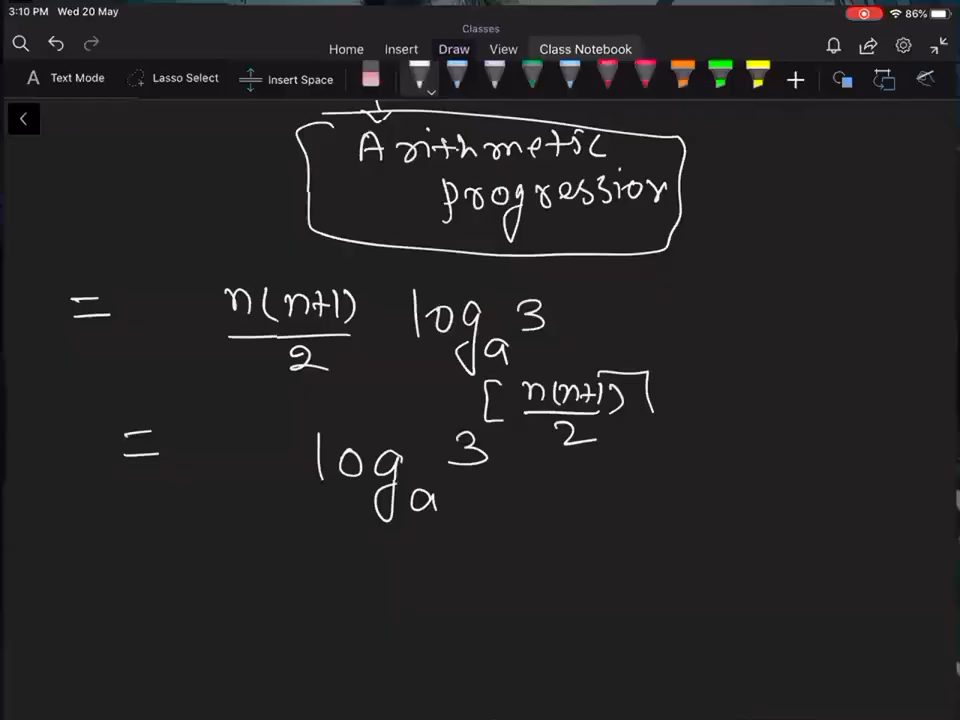 3:10 PM Wed 20 May
86%
Classes
Home Insert Draw View Class Notebook
A Text Mode Lasso Select Insert Space
Arithmetic
progression
= n(n+1)/2 log_a 3
= log_a 3^[n(n+1)/2]